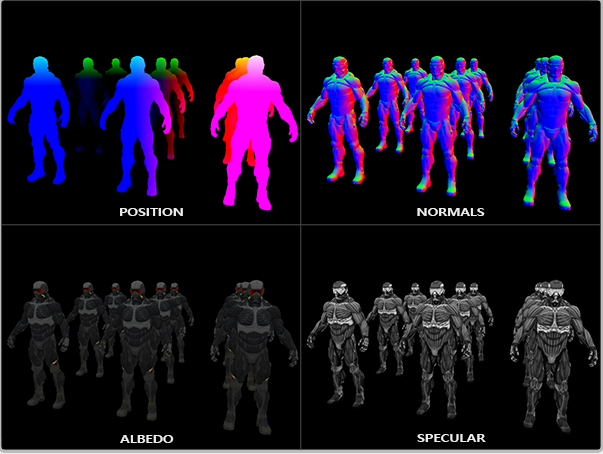 POSITION
NORMALS
ALBEDO
SPECULAR